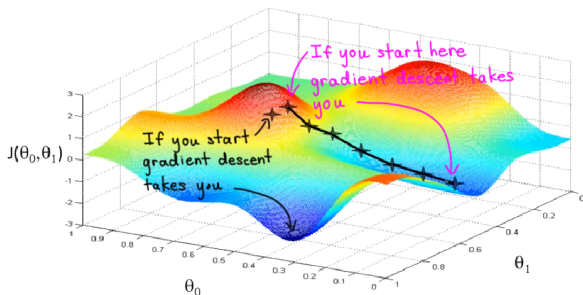 If you start here
gradient descent takes
you
If you start
gradient descent
takes you
J(θ₀,θ₁)
3
2
1
0
-1
-2
-3
1
0.9
0.8
0.7
0.6
0.5
0.4
0.3
0.2
0.1
0
θ₀
1
0.8
0.6
0.4
0.2
0
θ₁